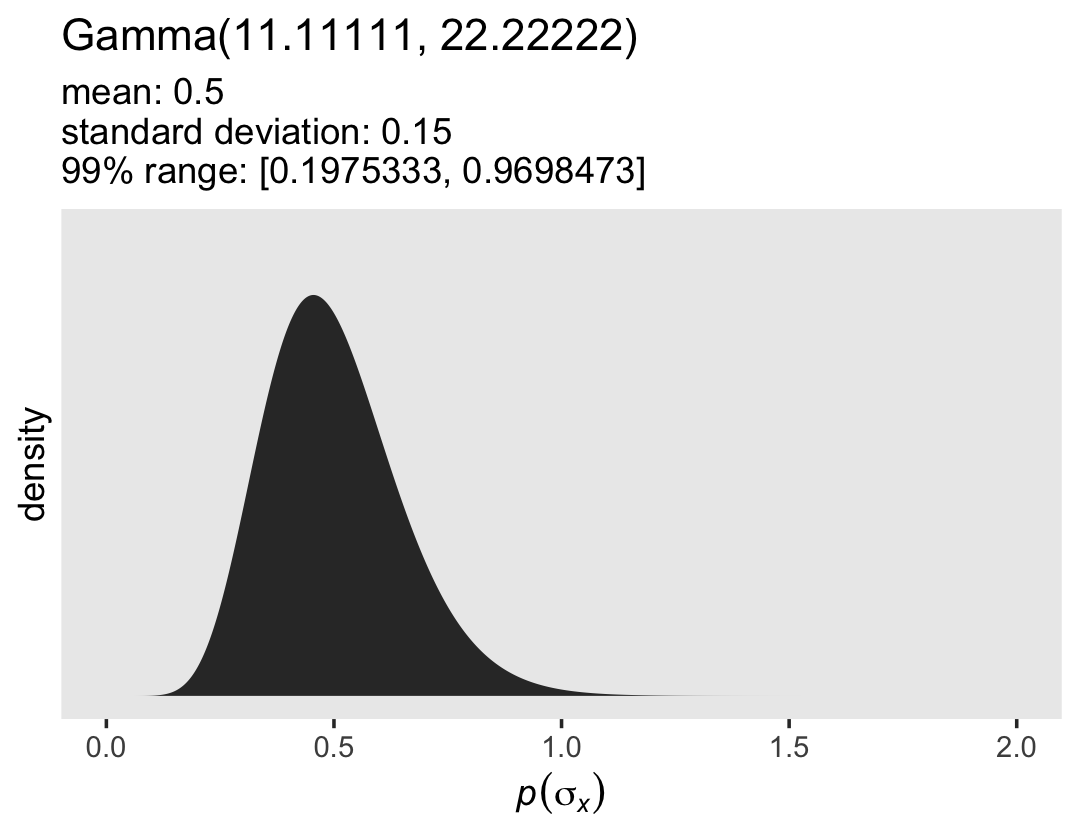 Gamma(11.11111, 22.22222)
mean: 0.5
standard deviation: 0.15
99% range: [0.1975333, 0.9698473]
density
0.0 0.5 1.0 1.5 2.0
p(σₓ)